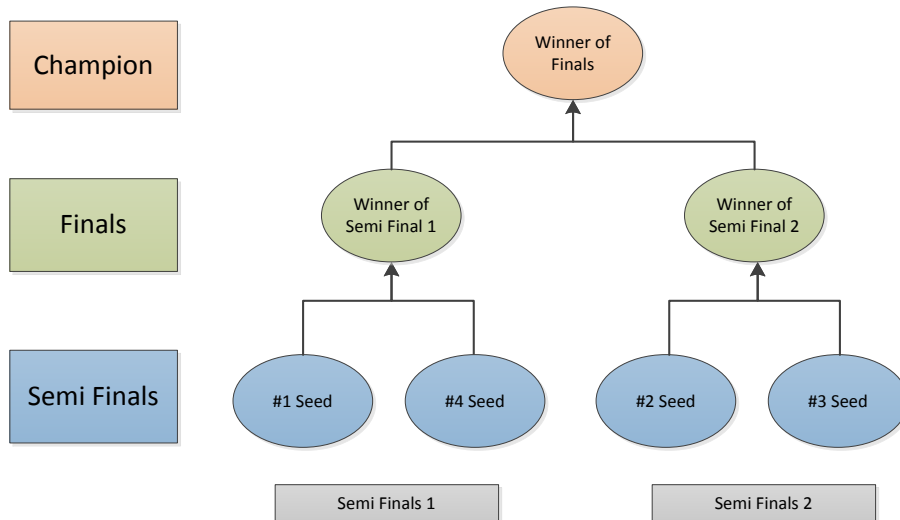 Champion
Winner of
Finals
Finals
Winner of
Semi Final 1
Winner of
Semi Final 2
Semi Finals
#1 Seed
#4 Seed
#2 Seed
#3 Seed
Semi Finals 1
Semi Finals 2